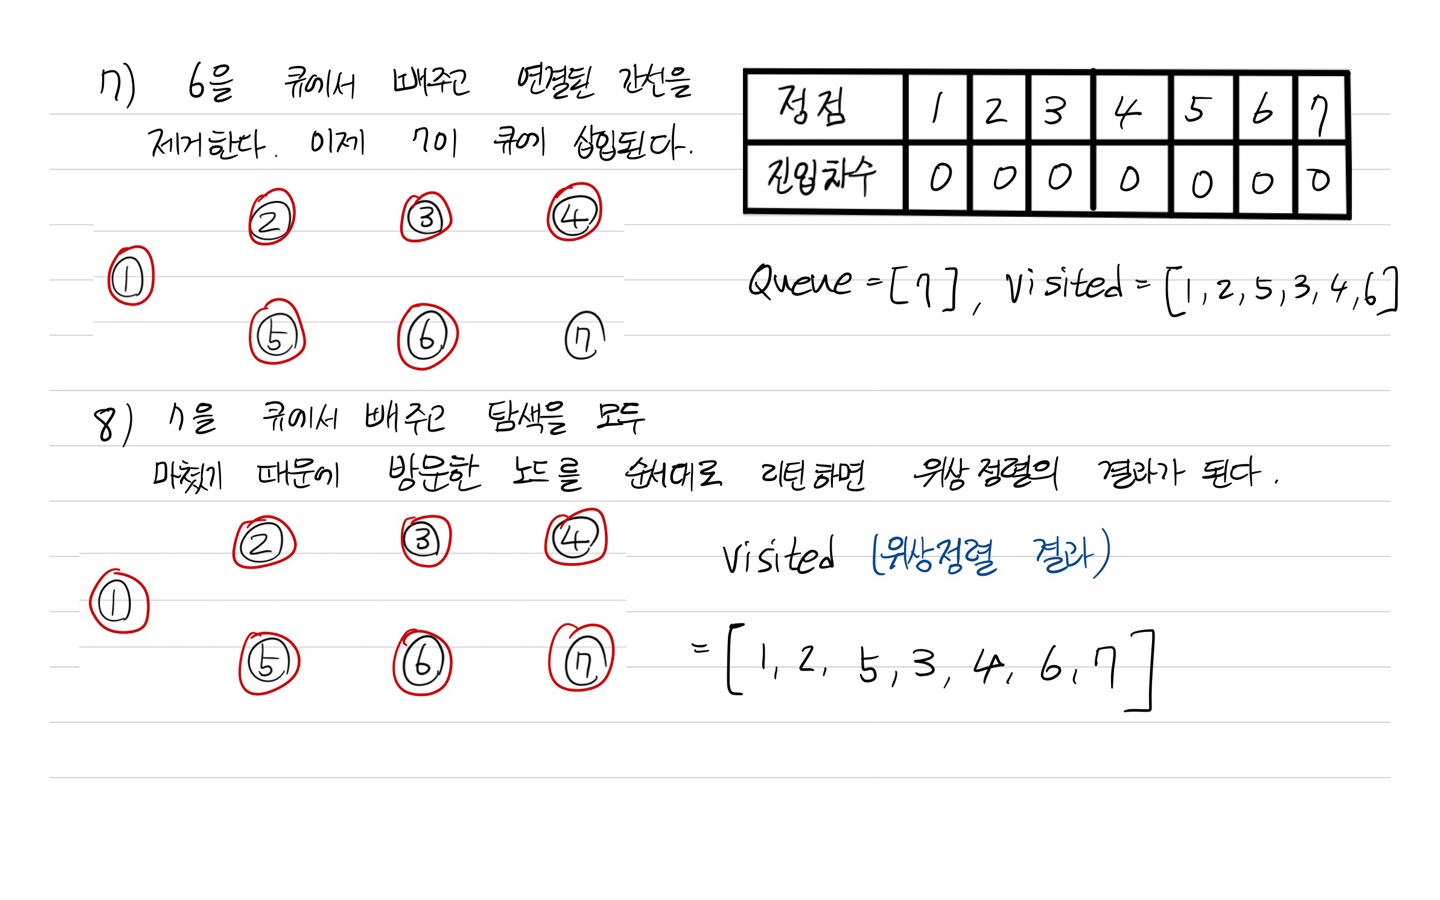 7) 6을 큐에서 빼주고 연결된 간선을
제거한다. 이제 7이 큐에 삽입된다.
정점 1 2 3 4 5 6 7
진입차수 0 0 0 0 0 0 0
2 3 4
1
5 6 7
Queue = [7], visited = [1, 2, 5, 3, 4, 6]
8) 7을 큐에서 빼주고 탐색을 모두
마쳤기 때문에 방문한 노드를 순서대로 리턴하면 위상 정렬의 결과가 된다.
2 3 4
1
5 6 7
visited (위상정렬 결과)
= [1, 2, 5, 3, 4, 6, 7]